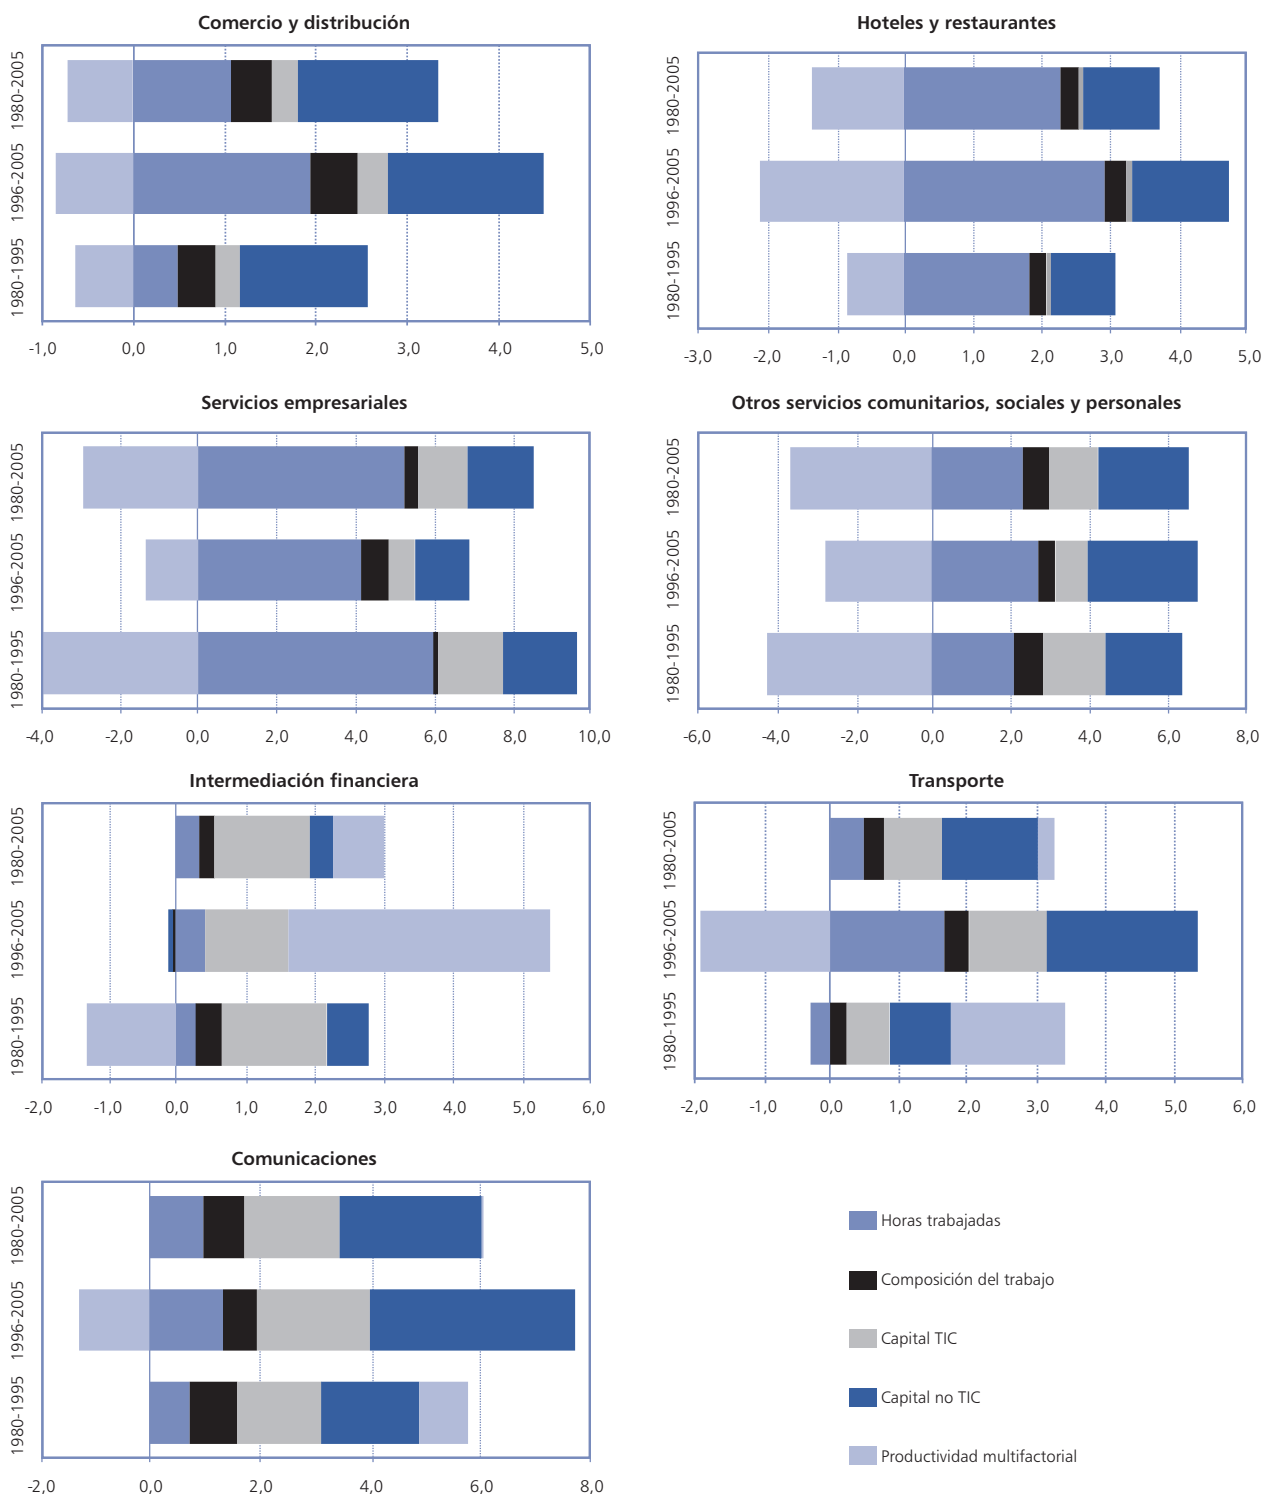 Comercio y distribución
1980-2005
1996-2005
1980-1995
-1,0 0,0 1,0 2,0 3,0 4,0 5,0
Hoteles y restaurantes
1980-2005
1996-2005
1980-1995
-3,0 -2,0 -1,0 0,0 1,0 2,0 3,0 4,0 5,0
Servicios empresariales
1980-2005
1996-2005
1980-1995
-4,0 -2,0 0,0 2,0 4,0 6,0 8,0 10,0
Otros servicios comunitarios, sociales y personales
1980-2005
1996-2005
1980-1995
-6,0 -4,0 -2,0 0,0 2,0 4,0 6,0 8,0
Intermediación financiera
1980-2005
1996-2005
1980-1995
-2,0 -1,0 0,0 1,0 2,0 3,0 4,0 5,0 6,0
Transporte
1980-2005
1996-2005
1980-1995
-2,0 -1,0 0,0 1,0 2,0 3,0 4,0 5,0 6,0
Comunicaciones
1980-2005
1996-2005
1980-1995
-2,0 0,0 2,0 4,0 6,0 8,0
Horas trabajadas
Composición del trabajo
Capital TIC
Capital no TIC
Productividad multifactorial